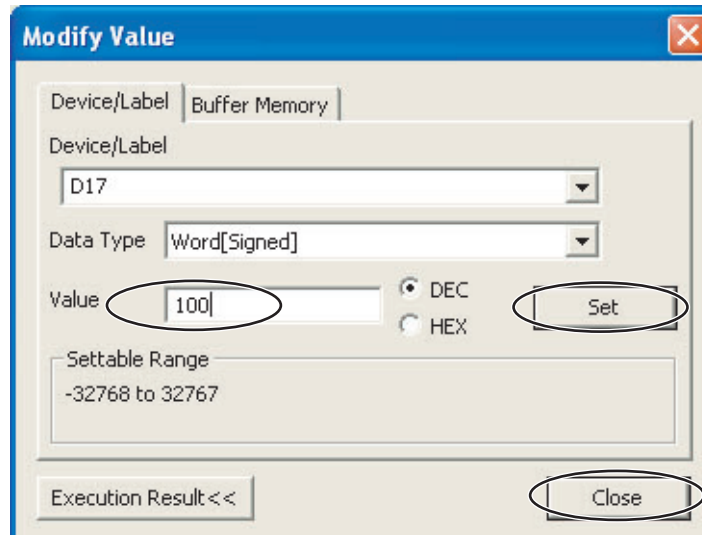 Modify Value
Device/Label Buffer Memory
Device/Label
D17
Data Type Word[Signed]
Value 100 DEC Set
HEX
Settable Range
-32768 to 32767
Execution Result<< Close